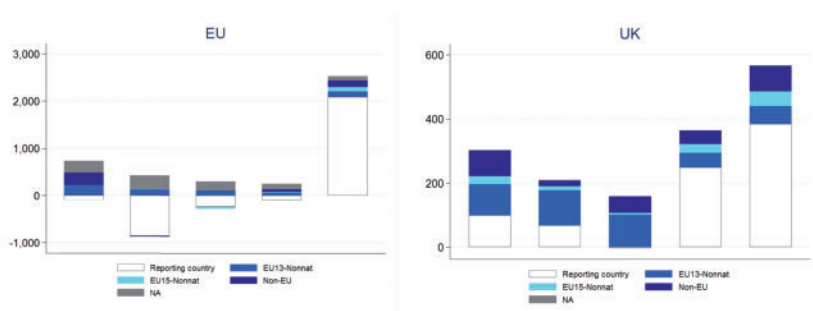 EU
3,000
2,000
1,000
0
-1,000
Reporting country
EU13-Nonnat
EU15-Nonnat
Non-EU
NA
UK
600
400
200
0
Reporting country
EU13-Nonnat
EU15-Nonnat
Non-EU
NA